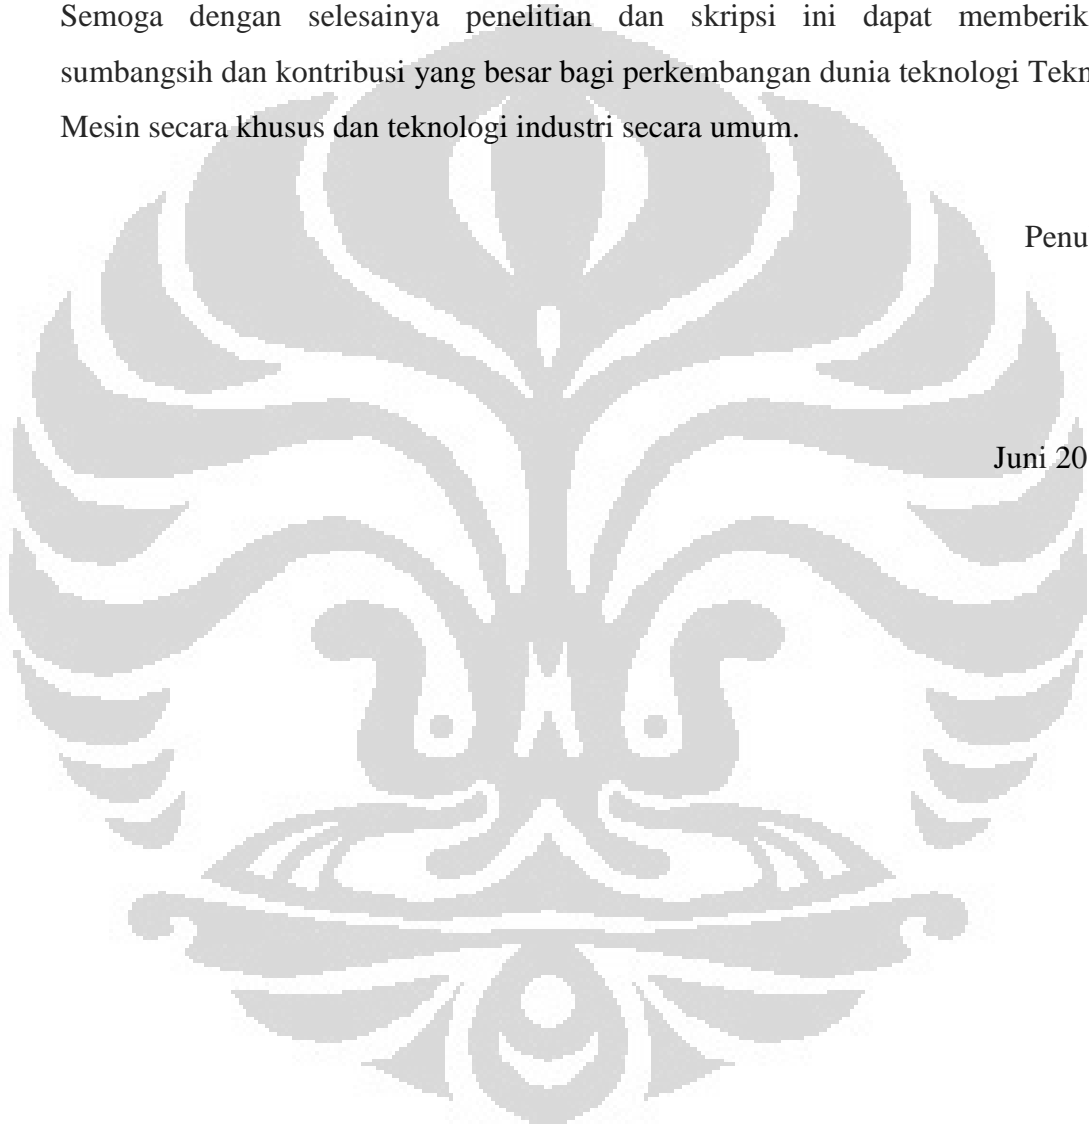 Semoga dengan selesainya penelitian dan skripsi ini dapat memberik
sumbangsih dan kontribusi yang besar bagi perkembangan dunia teknologi Tekn
Mesin secara khusus dan teknologi industri secara umum.
Penu
Juni 20